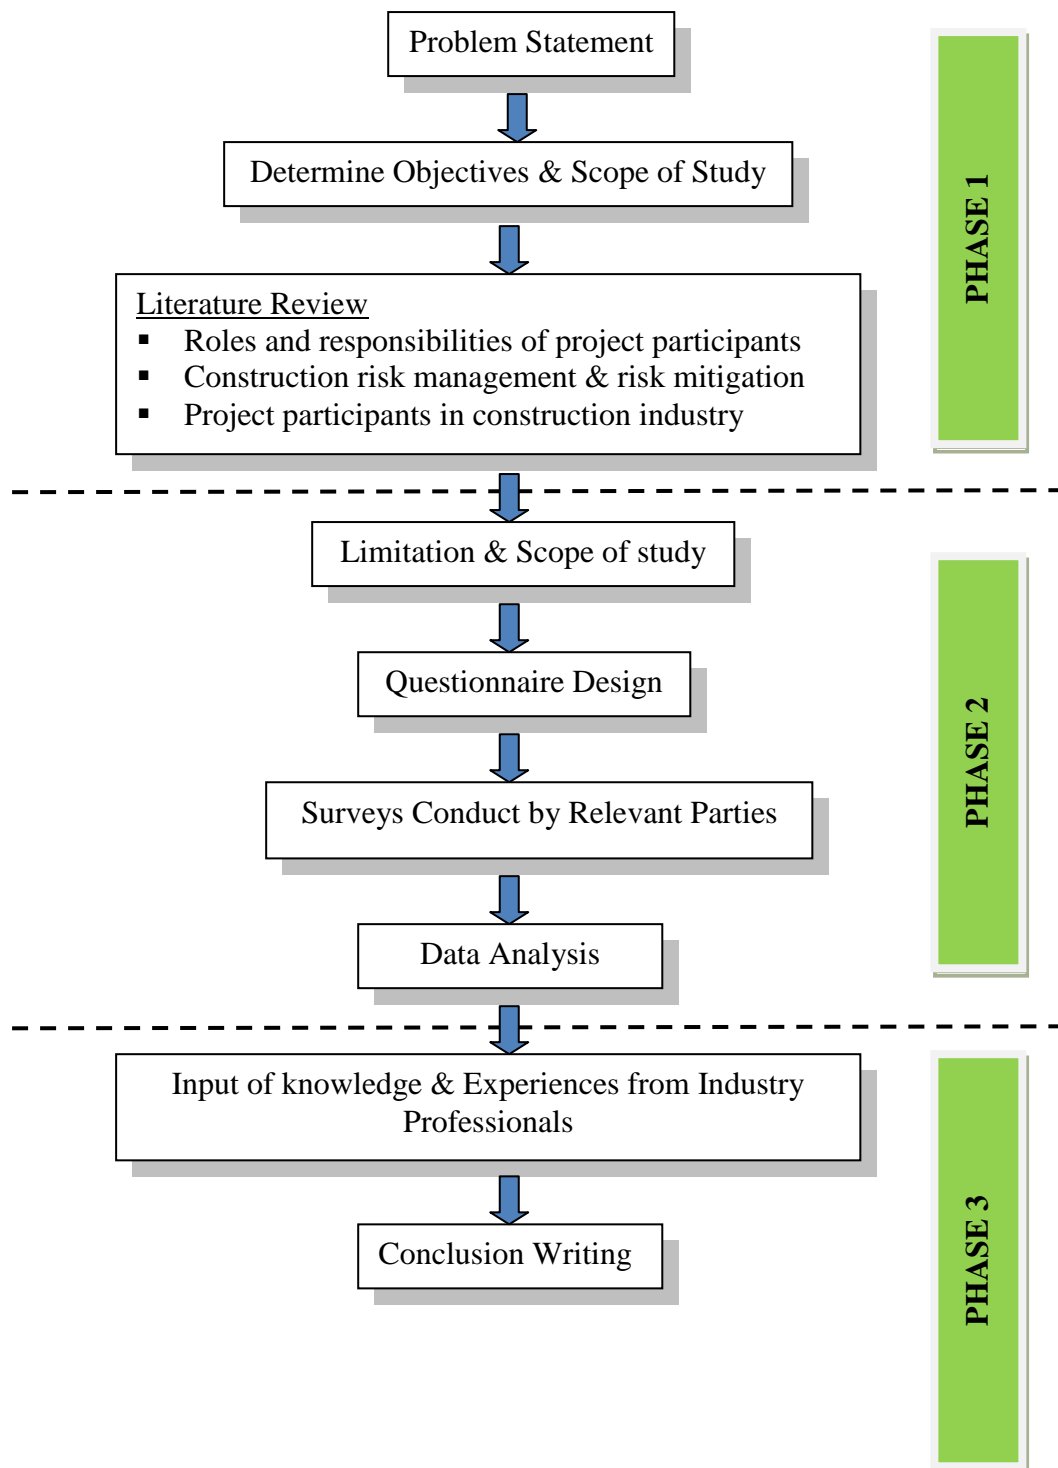 Problem Statement
Determine Objectives & Scope of Study
Literature Review
▪ Roles and responsibilities of project participants
▪ Construction risk management & risk mitigation
▪ Project participants in construction industry
PHASE 1
Limitation & Scope of study
Questionnaire Design
Surveys Conduct by Relevant Parties
Data Analysis
PHASE 2
Input of knowledge & Experiences from Industry
Professionals
Conclusion Writing
PHASE 3